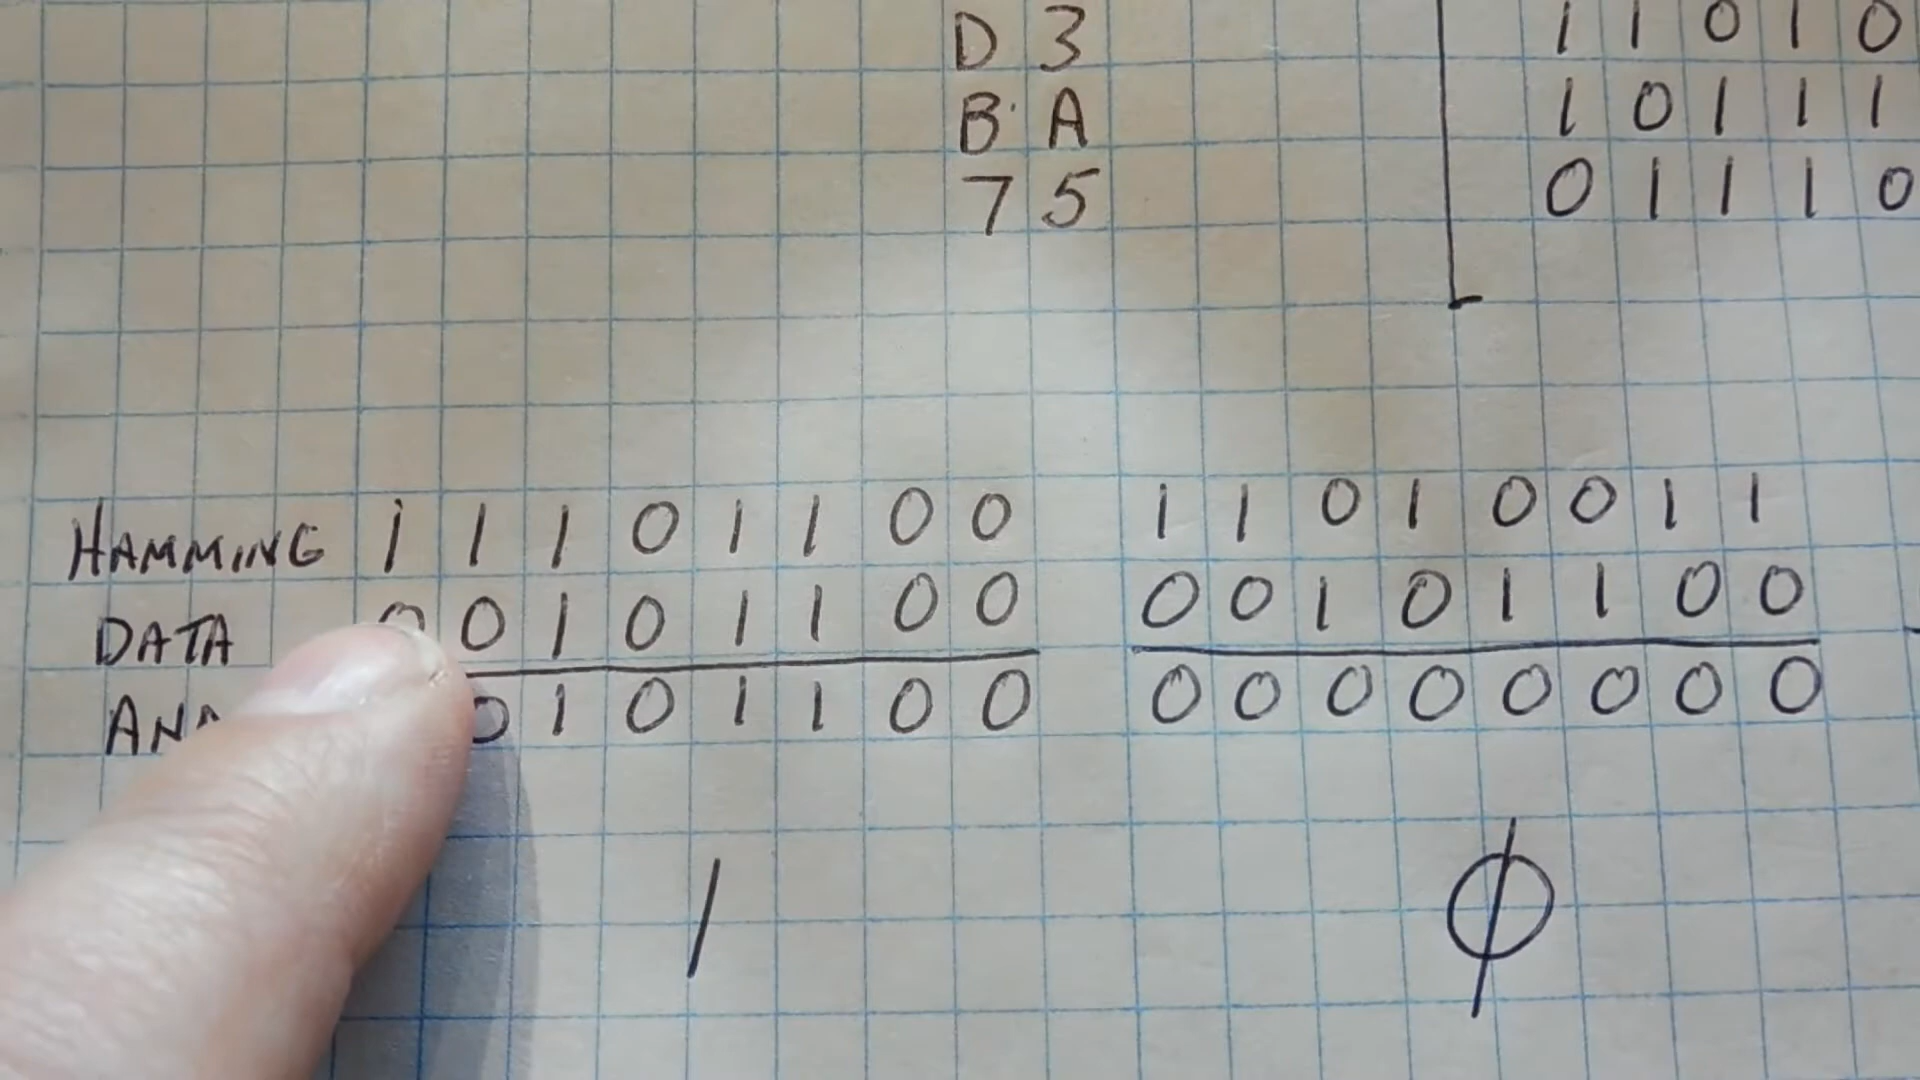 D 3 1 1 0 1 0
B A 1 0 1 1 1
7 5 0 1 1 1 0
HAMMING 1 1 1 0 1 1 0 0 1 1 0 1 0 0 1 1
DATA 0 0 1 0 1 1 0 0 0 0 1 0 1 1 0 0
0 1 0 1 1 0 0 0 0 0 0 0 0 0 0
1 Ø